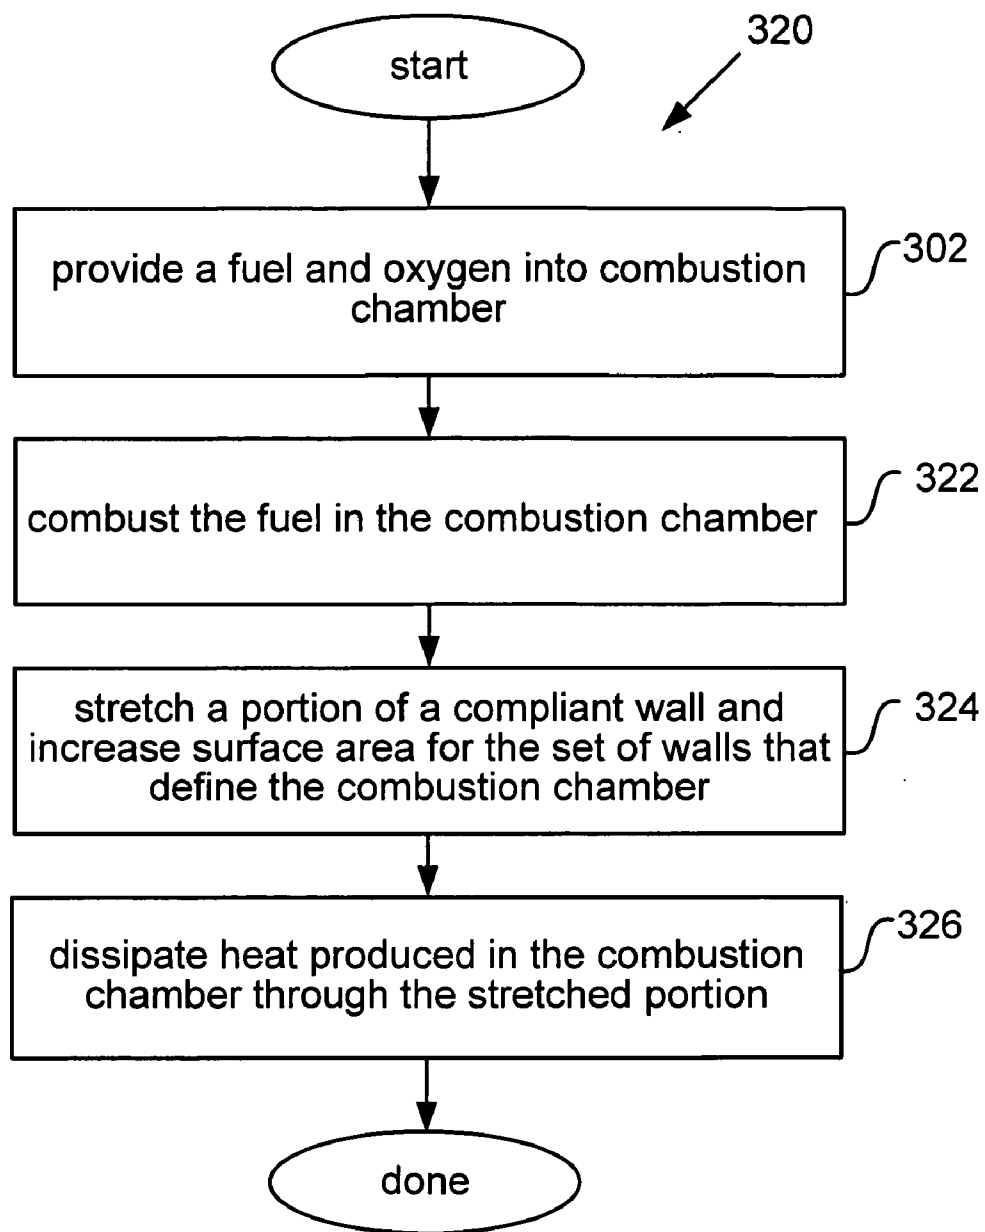 320
start
provide a fuel and oxygen into combustion
chamber
302
combust the fuel in the combustion chamber
322
stretch a portion of a compliant wall and
increase surface area for the set of walls that
define the combustion chamber
324
dissipate heat produced in the combustion
chamber through the stretched portion
326
done